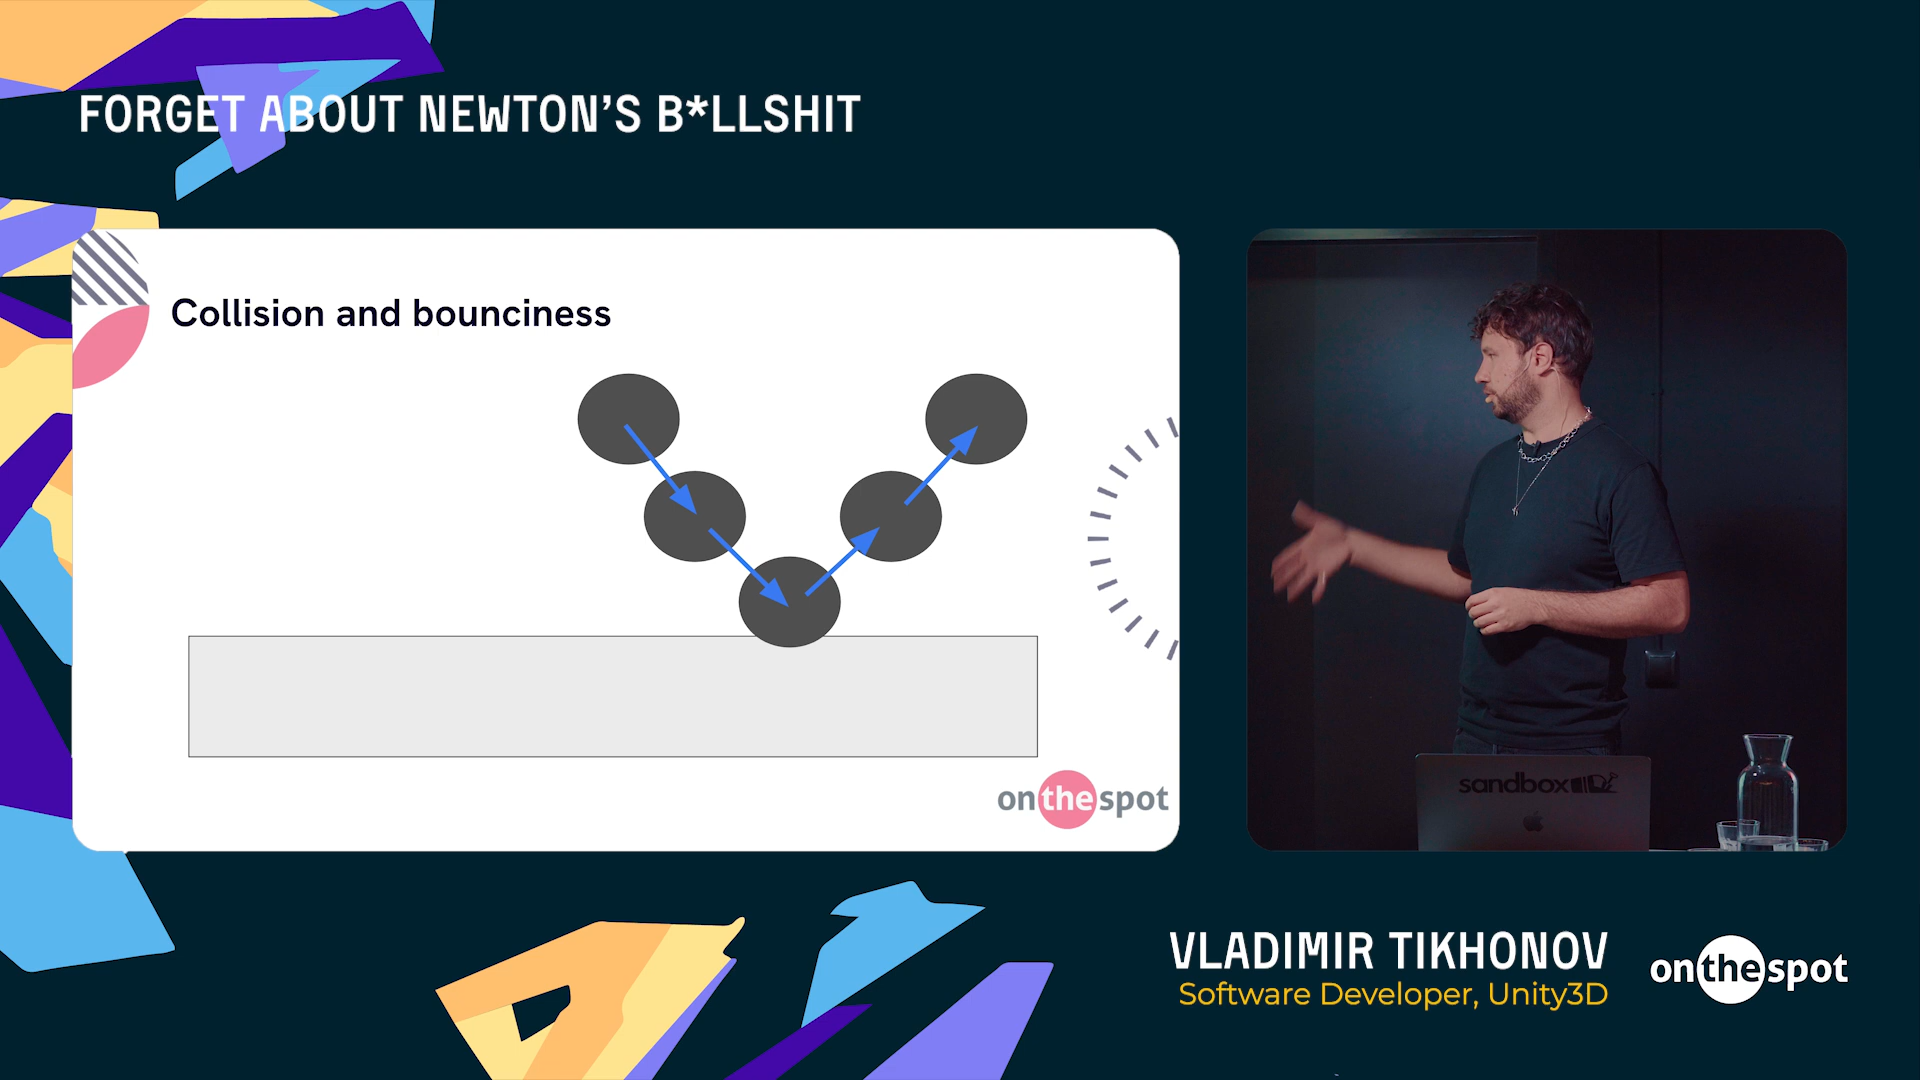 FORGET ABOUT NEWTON'S B*LLSHIT
Collision and bounciness
onthespot
sandbox
VLADIMIR TIKHONOV
Software Developer, Unity3D
onthespot